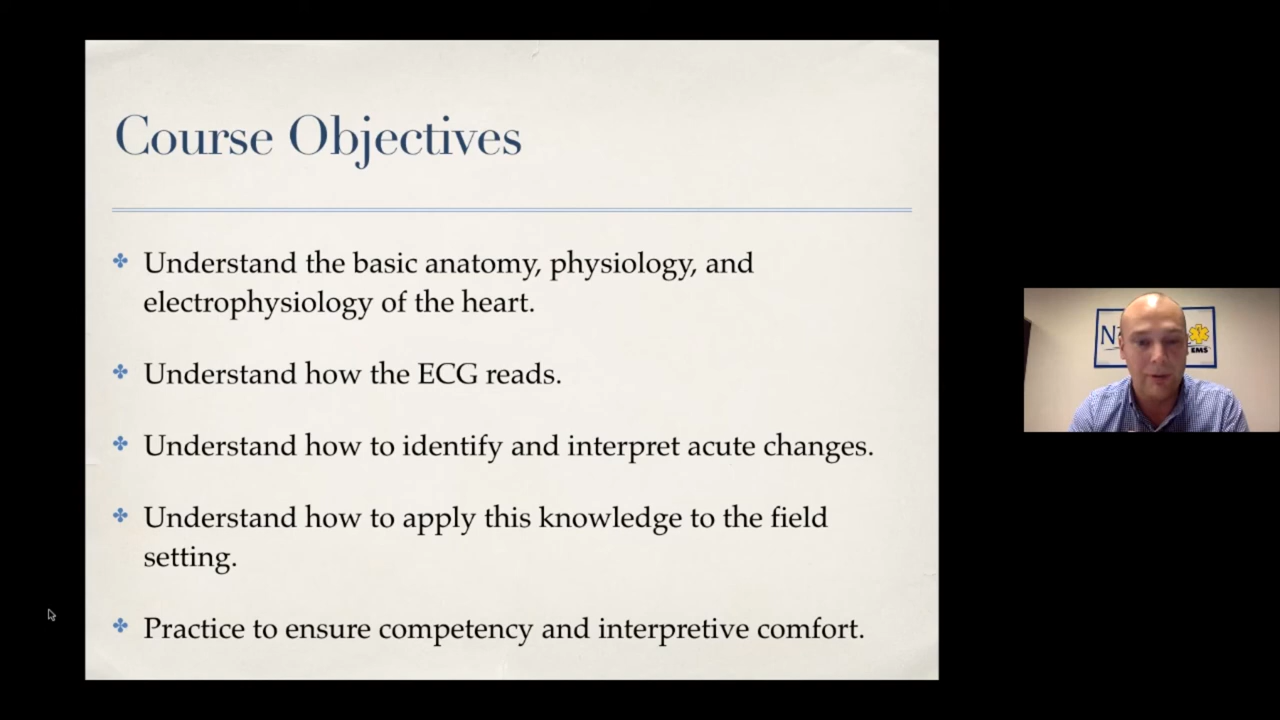 Course Objectives
Understand the basic anatomy, physiology, and
electrophysiology of the heart.
Understand how the ECG reads.
Understand how to identify and interpret acute changes.
Understand how to apply this knowledge to the field
setting.
Practice to ensure competency and interpretive comfort.
EMS